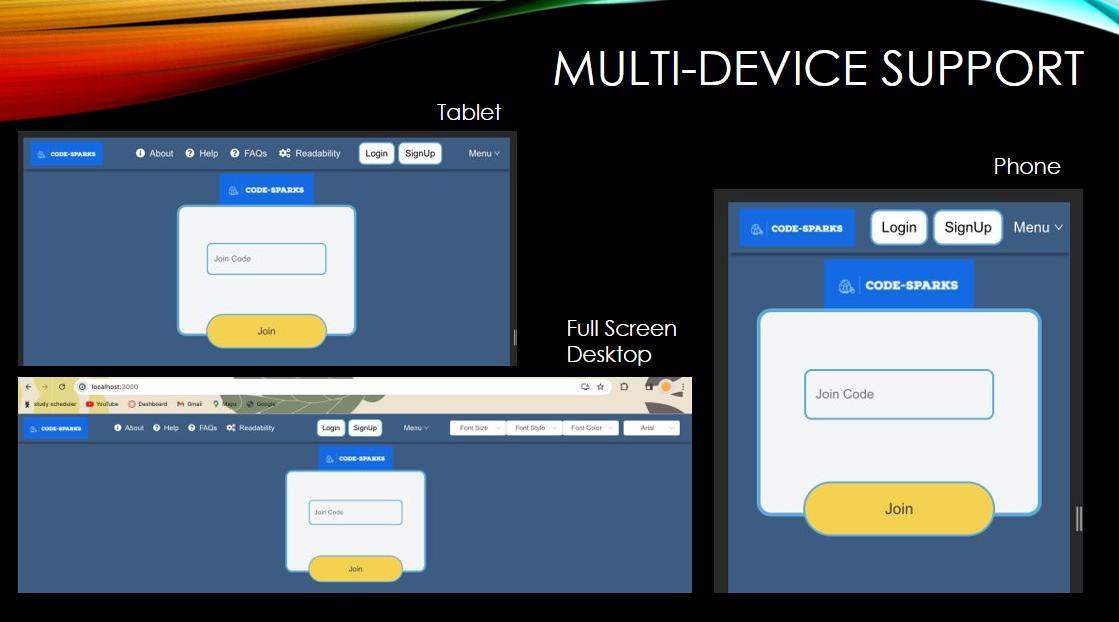 MULTI-DEVICE SUPPORT
Tablet
CODE-SPARKS
About Help FAQs Readability Login SignUp Menu
CODE-SPARKS
Join Code
Join
Phone
CODE-SPARKS Login SignUp Menu
CODE-SPARKS
Join Code
Join
Full Screen
Desktop
localhost:3000
study scheduler YouTube Dashboard Gmail Maps Google
CODE-SPARKS About Help FAQs Readability Login SignUp Menu Font Size Font Style Font Color Arial
CODE-SPARKS
Join Code
Join